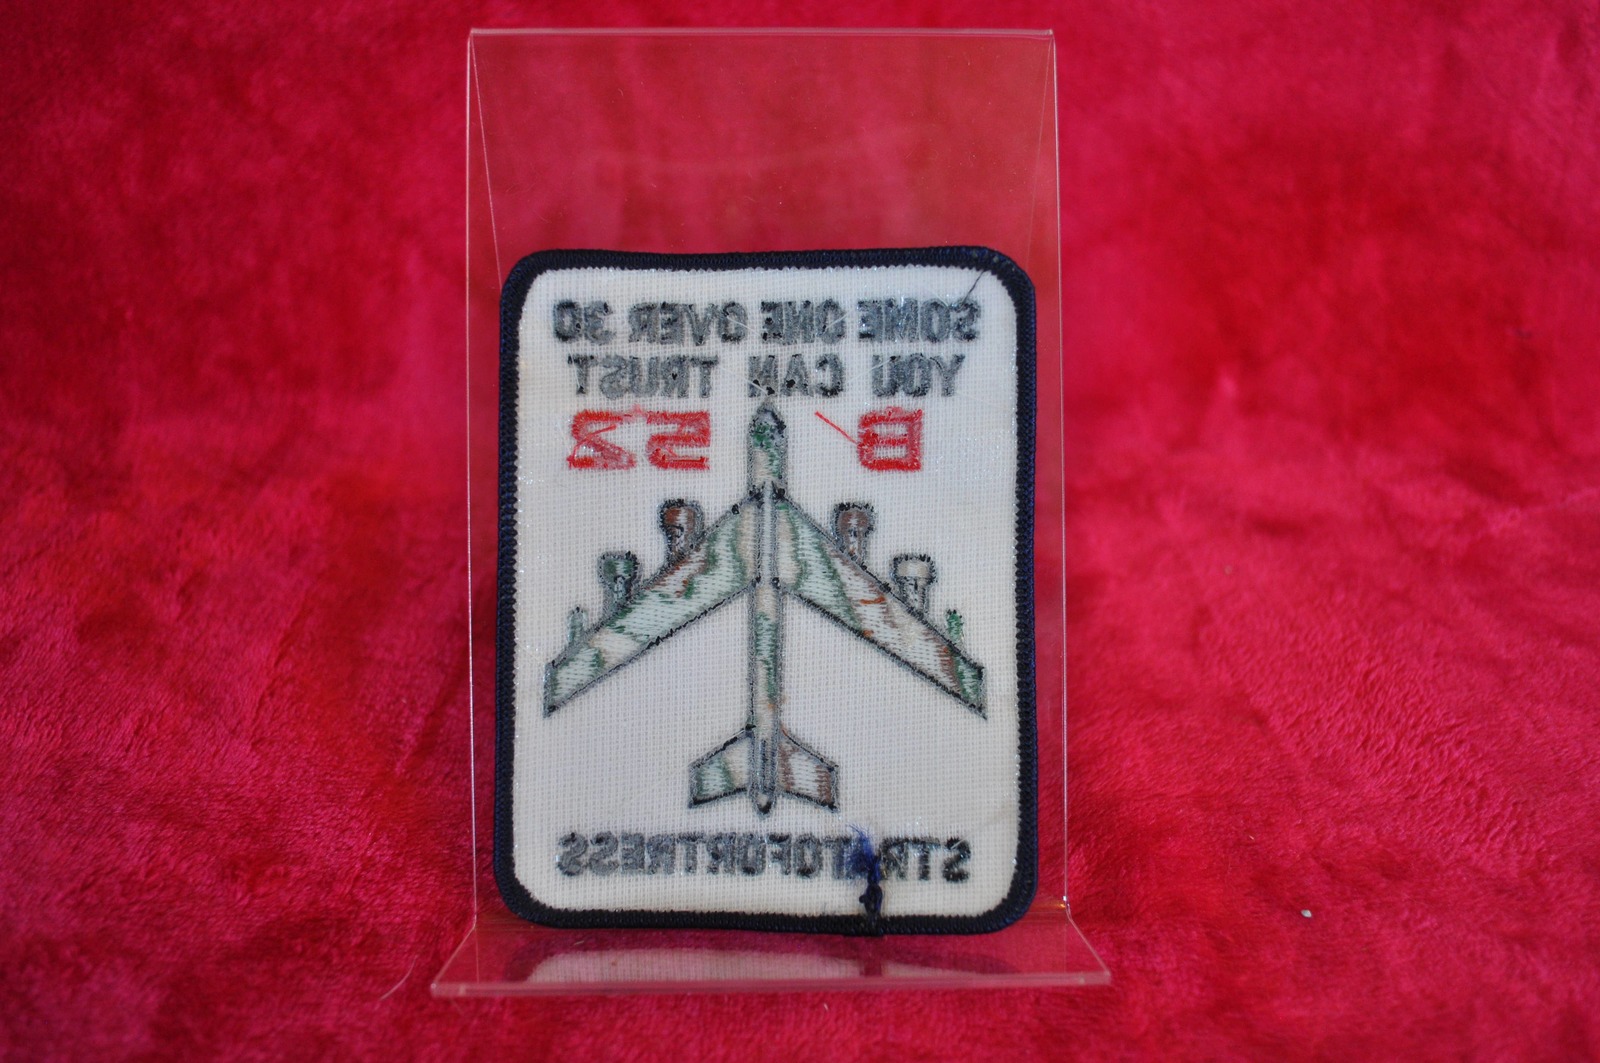 SOME ONE OVER 30
YOU CAN TRUST
B 52
STRATOFORTRESS